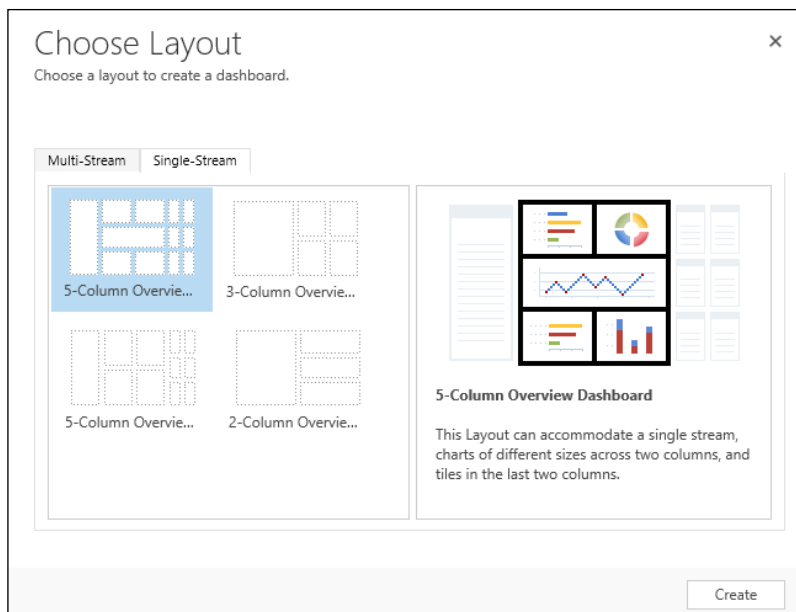 Choose Layout
Choose a layout to create a dashboard.
Multi-Stream
Single-Stream
5-Column Overvie...
3-Column Overvie...
5-Column Overvie...
2-Column Overvie...
5-Column Overview Dashboard
This Layout can accommodate a single stream,
charts of different sizes across two columns, and
tiles in the last two columns.
Create